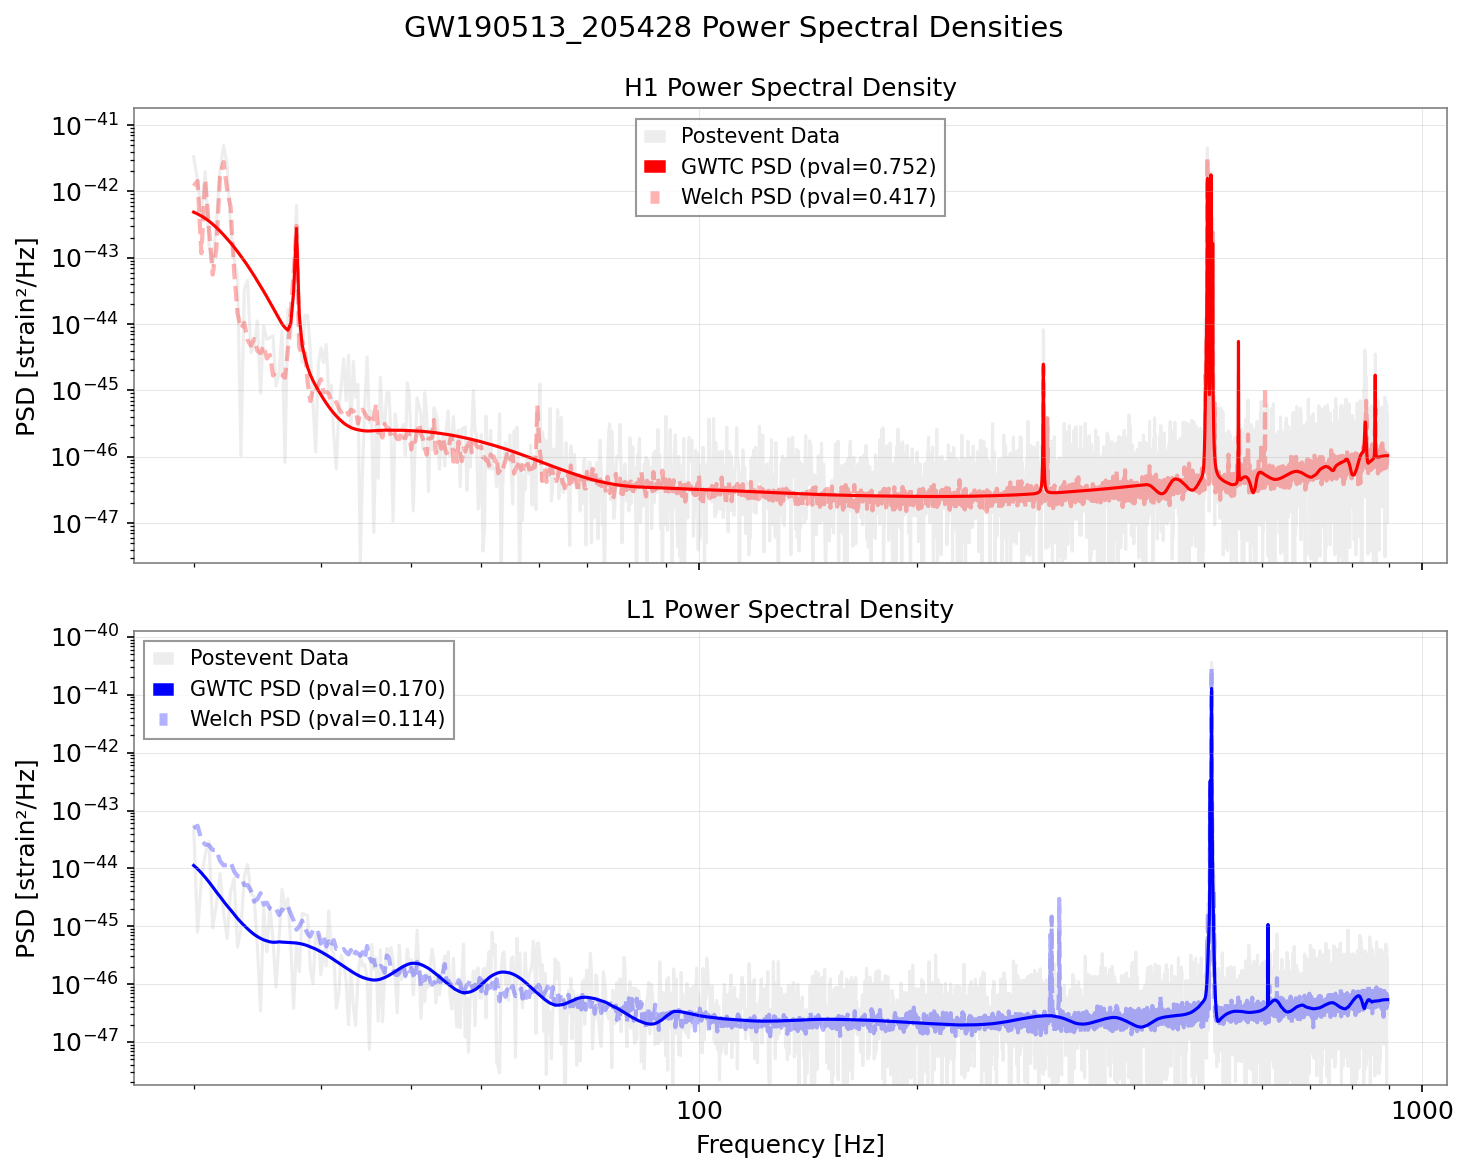 GW190513_205428 Power Spectral Densities
H1 Power Spectral Density
PSD [strain²/Hz]
10⁻⁴¹
10⁻⁴²
10⁻⁴³
10⁻⁴⁴
10⁻⁴⁵
10⁻⁴⁶
10⁻⁴⁷
Postevent Data
GWTC PSD (pval=0.752)
Welch PSD (pval=0.417)
L1 Power Spectral Density
PSD [strain²/Hz]
10⁻⁴⁰
10⁻⁴¹
10⁻⁴²
10⁻⁴³
10⁻⁴⁴
10⁻⁴⁵
10⁻⁴⁶
10⁻⁴⁷
Postevent Data
GWTC PSD (pval=0.170)
Welch PSD (pval=0.114)
100
1000
Frequency [Hz]